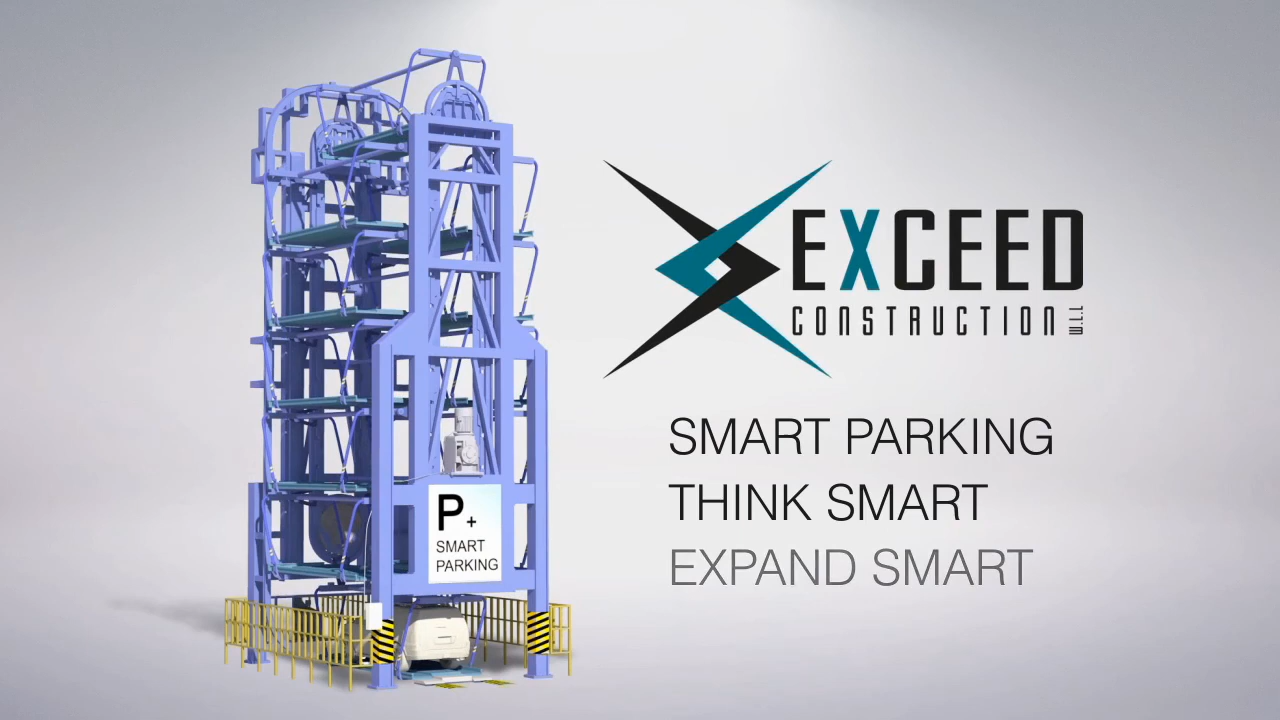 P+
SMART
PARKING
EXCEED
CONSTRUCTION W.L.L
SMART PARKING
THINK SMART
EXPAND SMART